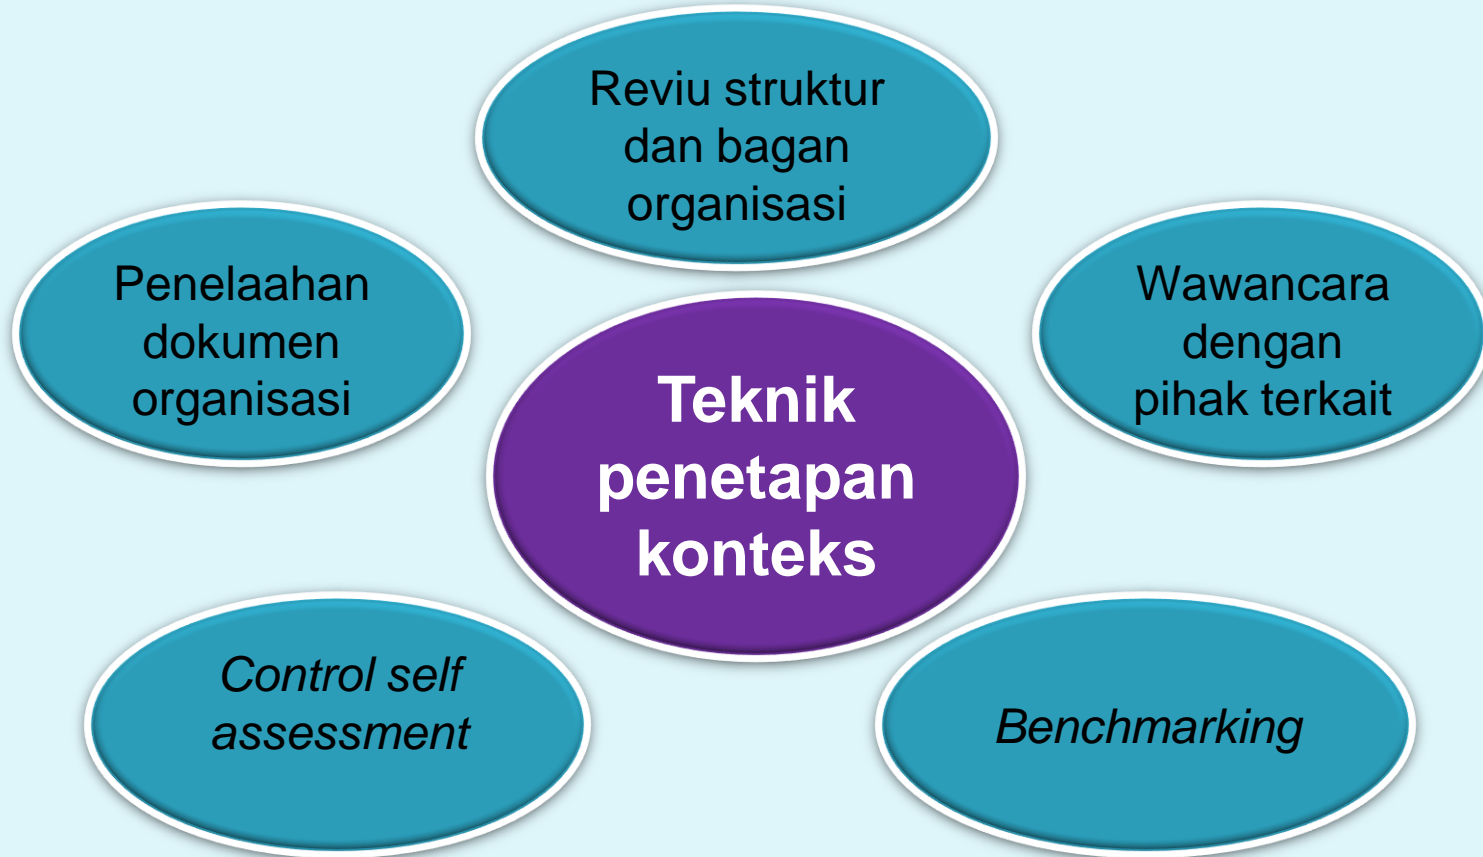 Reviu struktur
dan bagan
organisasi
Penelaahan
dokumen
organisasi
Wawancara
dengan
pihak terkait
Teknik
penetapan
konteks
Control self
assessment
Benchmarking